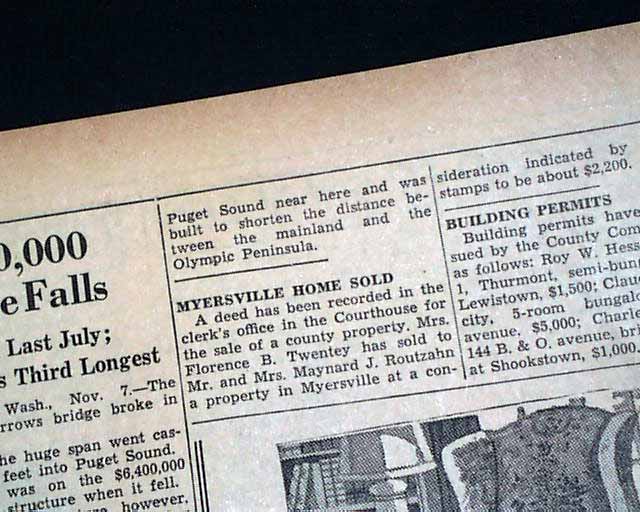 0,000
e Falls
Last July;
s Third Longest
Wash., Nov. 7.—The
rrows bridge broke in
he huge span went cas-
feet into Puget Sound.
was on the $6,400,000
structure when it fell.
however,
Puget Sound near here and was
built to shorten the distance be-
tween the mainland and the
Olympic Peninsula.
MYERSVILLE HOME SOLD
A deed has been recorded in the
clerk's office in the Courthouse for
the sale of a county property. Mrs.
Florence B. Twentey has sold to
Mr. and Mrs. Maynard J. Routzahn
a property in Myersville at a con-
sideration indicated by
stamps to be about $2,200.
BUILDING PERMITS
Building permits have
sued by the County Com
as follows: Roy W. Hess
1, Thurmont, semi-bun
Lewistown, $1,500; Clau
city, 5-room bungal
avenue, $5,000; Charle
144 B. & O. avenue, br
at Shookstown, $1,000.